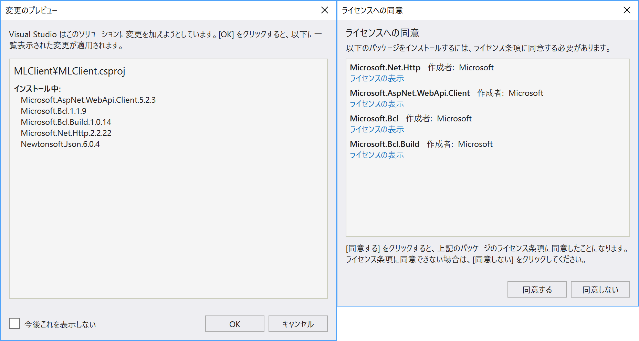 変更のプレビュー
Visual Studio はこのソリューションに変更を加えようとしています。[OK] をクリックすると、以下に一
覧表示された変更が適用されます。
MLClient¥MLClient.csproj
インストール中:
Microsoft.AspNet.WebApi.Client.5.2.3
Microsoft.Bcl.1.1.9
Microsoft.Bcl.Build.1.0.14
Microsoft.Net.Http.2.2.22
Newtonsoft.Json.6.0.4
今後これを表示しない
OK
キャンセル
ライセンスへの同意
ライセンスへの同意
以下のパッケージをインストールするには、ライセンス条項に同意する必要があります。
Microsoft.Net.Http 作成者: Microsoft
ライセンスの表示
Microsoft.AspNet.WebApi.Client 作成者: Microsoft
ライセンスの表示
Microsoft.Bcl 作成者: Microsoft
ライセンスの表示
Microsoft.Bcl.Build 作成者: Microsoft
ライセンスの表示
[同意する] をクリックすると、上記のパッケージのライセンス条項に同意したことになります。
ライセンス条項に同意できない場合は、[同意しない] をクリックしてください。
同意する
同意しない